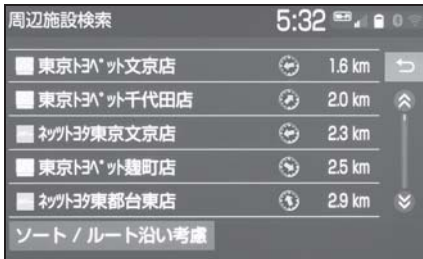 周辺施設検索 5:32 0
東京トヨペット文京店 1.6 km
東京トヨペット千代田店 2.0 km
ネッツトヨタ東京文京店 2.3 km
東京トヨペット麹町店 2.5 km
ネッツトヨタ東都台東店 2.9 km
ソート / ルート沿い考慮